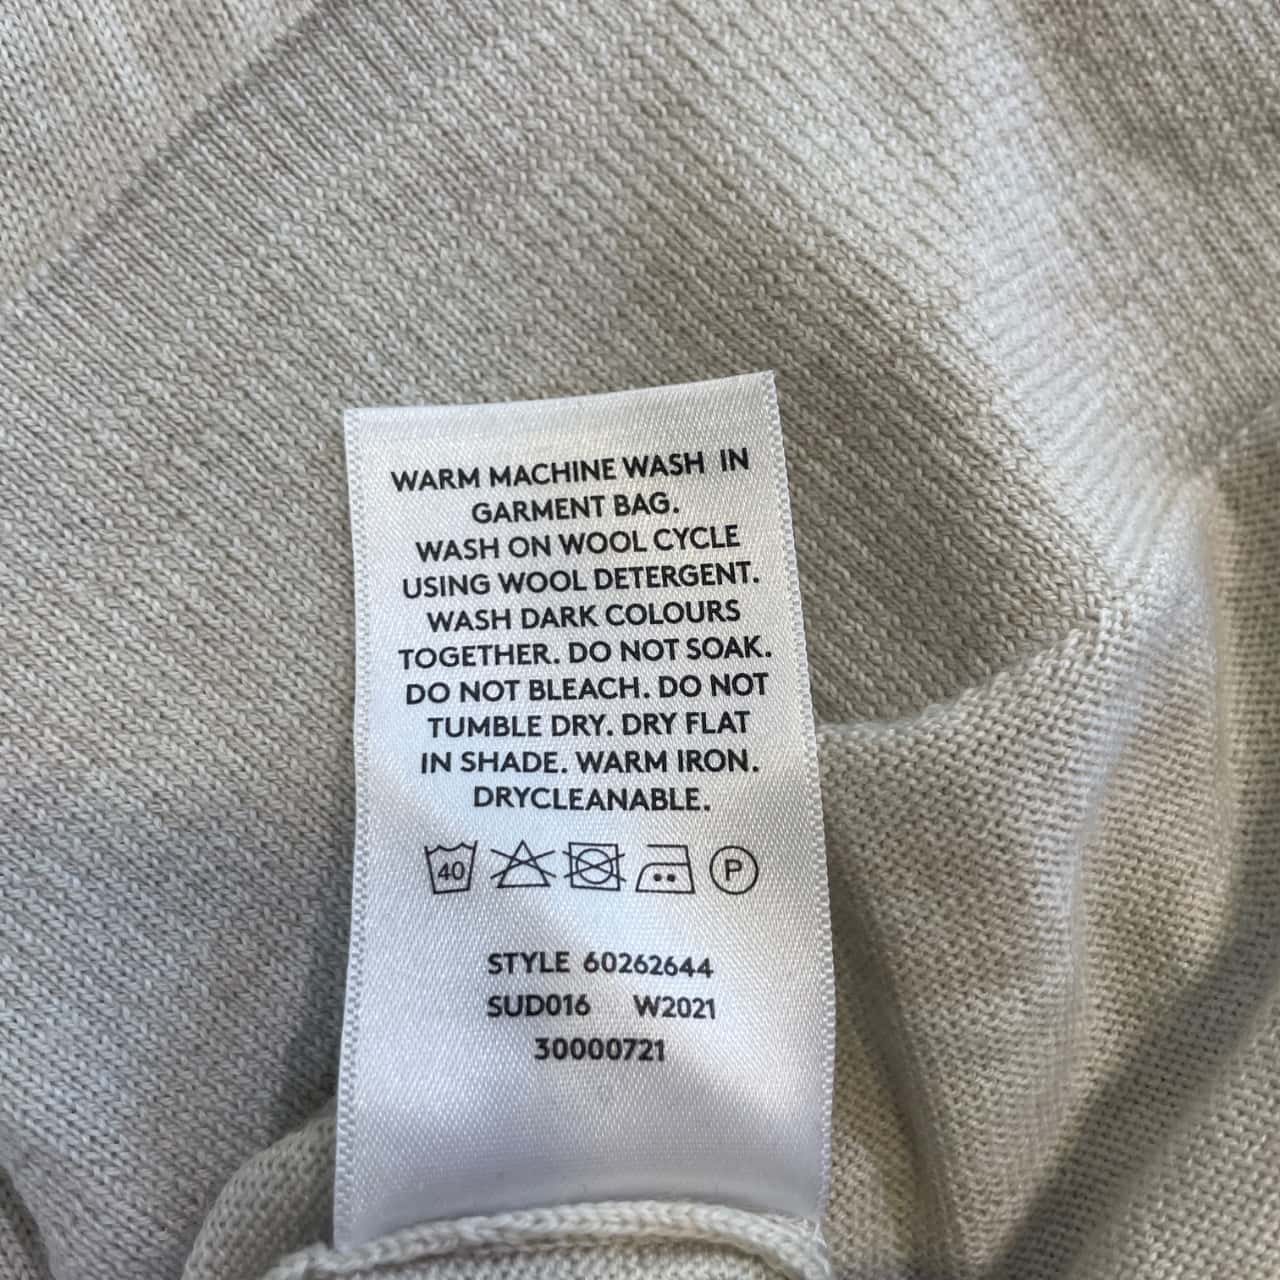 WARM MACHINE WASH IN
GARMENT BAG.
WASH ON WOOL CYCLE
USING WOOL DETERGENT.
WASH DARK COLOURS
TOGETHER. DO NOT SOAK.
DO NOT BLEACH. DO NOT
TUMBLE DRY. DRY FLAT
IN SHADE. WARM IRON.
DRYCLEANABLE.
40 P
STYLE 60262644
SUD016 W2021
30000721